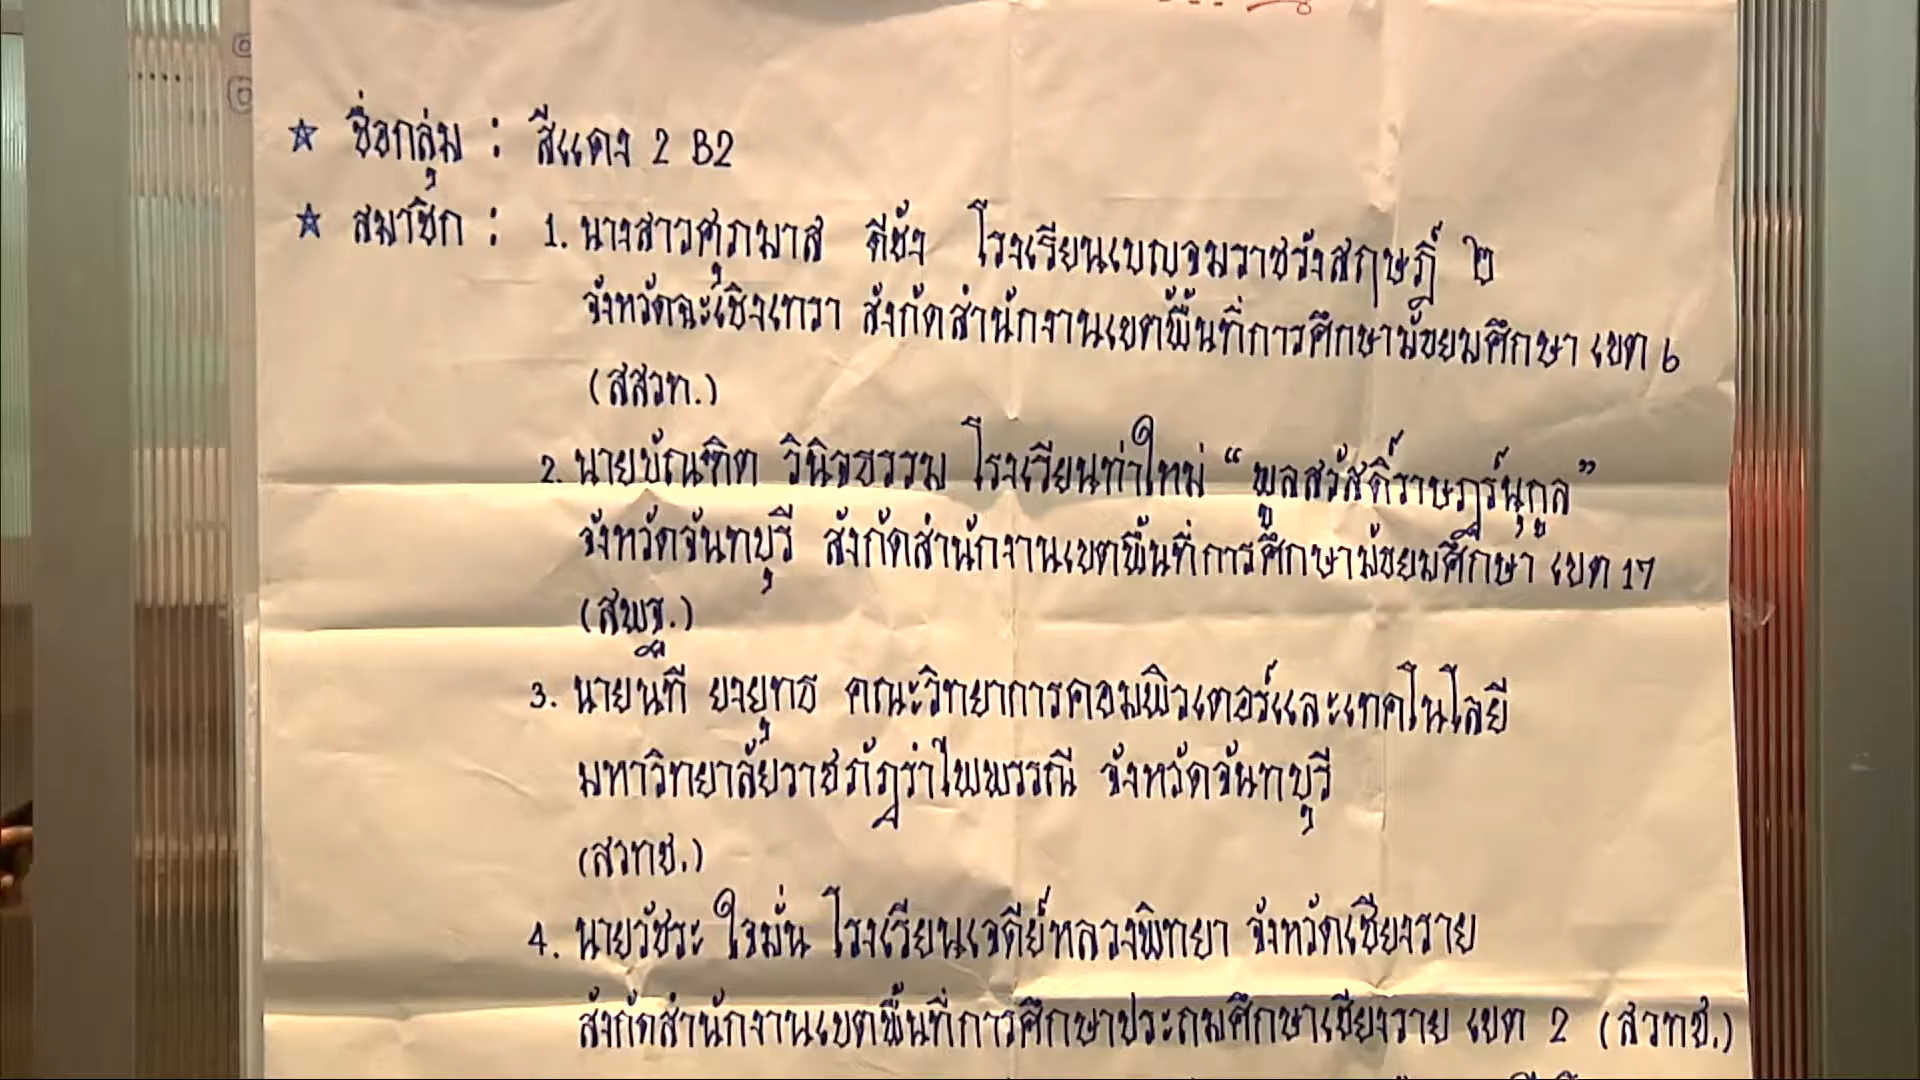 ★ ชื่อกลุ่ม : สีแดง 2 B2
★ สมาชิก : 1. นางสาวศุภมาส ดีชัง โรงเรียนเบญจมราชรังสฤษฎิ์ ๒
จังหวัดฉะเชิงเทรา สังกัดสำนักงานเขตพื้นที่การศึกษามัธยมศึกษา เขต 6
(สสวท.)
2. นายบัณฑิต วินิจธรรม โรงเรียนท่าใหม่ “พูลสวัสดิ์ราษฎร์นุกูล”
จังหวัดจันทบุรี สังกัดสำนักงานเขตพื้นที่การศึกษามัธยมศึกษา เขต 17
(สพฐ.)
3. นายนที ยงยุทธ คณะวิทยาการคอมพิวเตอร์และเทคโนโลยี
มหาวิทยาลัยราชภัฏรำไพพรรณี จังหวัดจันทบุรี
(สวทช.)
4. นายวัชระ ใจมั่น โรงเรียนเจดีย์หลวงพิทยา จังหวัดเชียงราย
สังกัดสำนักงานเขตพื้นที่การศึกษาประถมศึกษาเชียงราย เขต 2 (สวทช.)